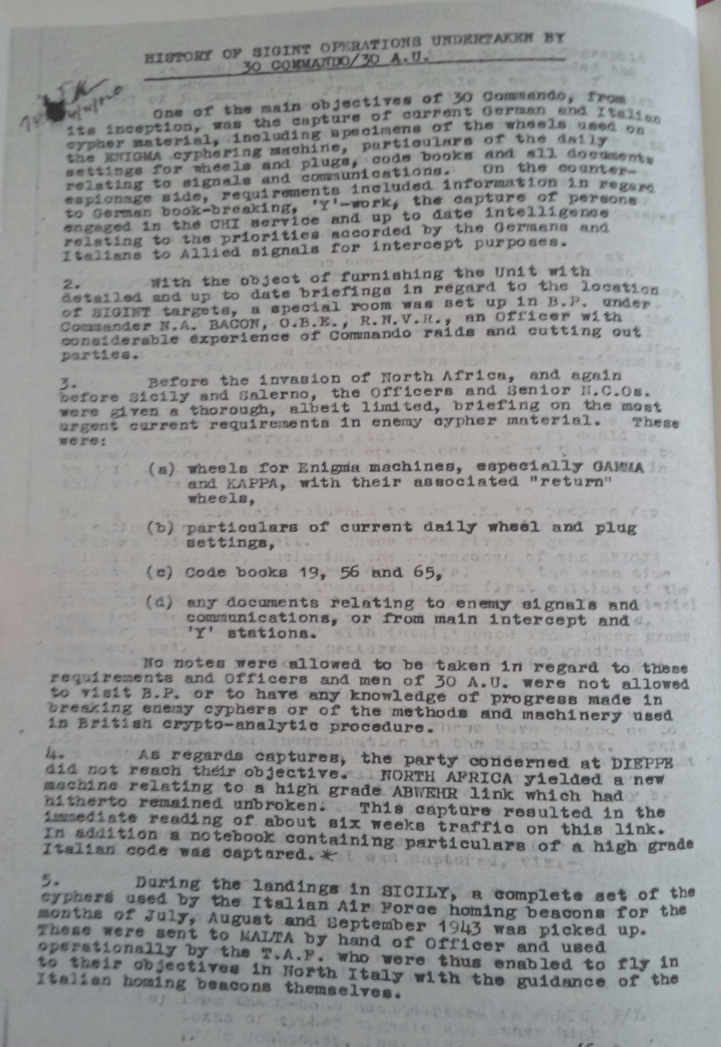 HISTORY OF SIGINT OPERATIONS UNDERTAKEN BY
30 COMMANDO/30 A.U.
One of the main objectives of 30 Commando, from
its inception, was the capture of current German and Italian
cypher material, including specimens of the wheels used on
the ENIGMA cyphering machine, particulars of the daily
settings for wheels and plugs, code books and all documents
relating to signals and communications. On the counter-
espionage side, requirements included information in regard
to German book-breaking, 'Y'-work, the capture of persons
engaged in the CHI service and up to date intelligence
relating to the priorities accorded by the Germans and
Italians to Allied signals for intercept purposes.
2. With the object of furnishing the Unit with
detailed and up to date briefings in regard to the location
of SIGINT targets, a special room was set up in B.P. under
Commander N.A. BACON, O.B.E., R.N.V.R., an Officer with
considerable experience of Commando raids and cutting out
parties.
3. Before the invasion of North Africa, and again
before Sicily and Salerno, the Officers and Senior N.C.Os.
were given a thorough, albeit limited, briefing on the most
urgent current requirements in enemy cypher material. These
were:
(a) wheels for Enigma machines, especially GAMMA
and KAPPA, with their associated "return"
wheels,
(b) particulars of current daily wheel and plug
settings,
(c) Code books 19, 56 and 65,
(d) any documents relating to enemy signals and
communications, or from main intercept and
'Y' stations.
No notes were allowed to be taken in regard to these
requirements and Officers and men of 30 A.U. were not allowed
to visit B.P. or to have any knowledge of progress made in
breaking enemy cyphers or of the methods and machinery used
in British crypto-analytic procedure.
4. As regards captures, the party concerned at DIEPPE
did not reach their objective. NORTH AFRICA yielded a new
machine relating to a high grade ABWEHR link which had
hitherto remained unbroken. This capture resulted in the
immediate reading of about six weeks traffic on this link.
In addition a notebook containing particulars of a high grade
Italian code was captured.*
5. During the landings in SICILY, a complete set of the
cyphers used by the Italian Air Force homing beacons for the
months of July, August and September 1943 was picked up.
These were sent to MALTA by hand of Officer and used
operationally by the T.A.F. who were thus enabled to fly in
to their objectives in North Italy with the guidance of the
Italian homing beacons themselves.